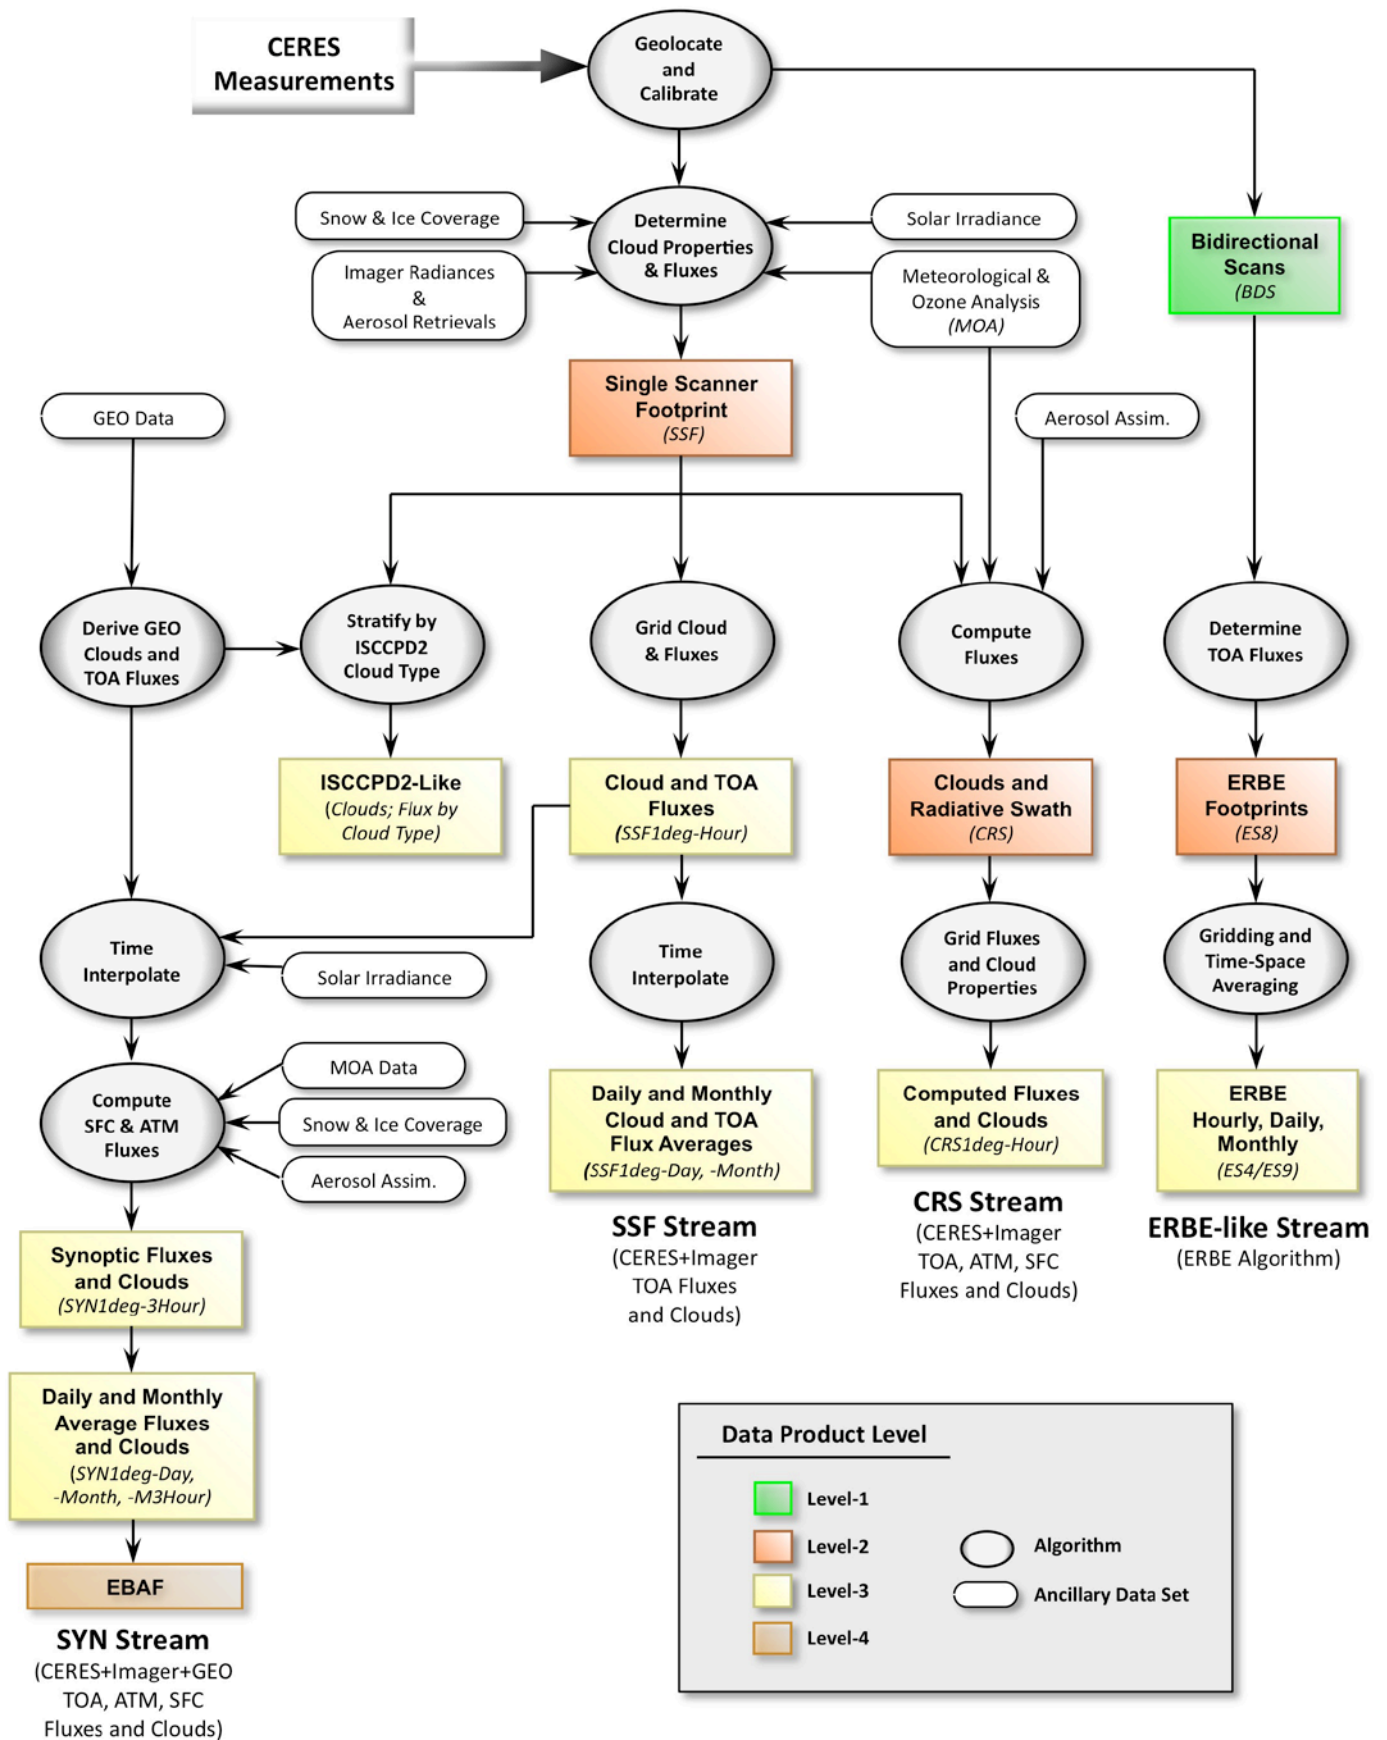 CERES
Measurements
Geolocate
and
Calibrate
Snow & Ice Coverage
Determine
Cloud Properties
& Fluxes
Solar Irradiance
Imager Radiances
&
Aerosol Retrievals
Meteorological &
Ozone Analysis
(MOA)
Bidirectional
Scans
(BDS
Single Scanner
Footprint
(SSF)
GEO Data
Aerosol Assim.
Derive GEO
Clouds and
TOA Fluxes
Stratify by
ISCCPD2
Cloud Type
Grid Cloud
& Fluxes
Compute
Fluxes
Determine
TOA Fluxes
ISCCPD2-Like
(Clouds; Flux by
Cloud Type)
Cloud and TOA
Fluxes
(SSF1deg-Hour)
Clouds and
Radiative Swath
(CRS)
ERBE
Footprints
(ES8)
Time
Interpolate
Solar Irradiance
Time
Interpolate
Grid Fluxes
and Cloud
Properties
Gridding and
Time-Space
Averaging
Compute
SFC & ATM
Fluxes
MOA Data
Snow & Ice Coverage
Aerosol Assim.
Daily and Monthly
Cloud and TOA
Flux Averages
(SSF1deg-Day, -Month)
Computed Fluxes
and Clouds
(CRS1deg-Hour)
ERBE
Hourly, Daily,
Monthly
(ES4/ES9)
SSF Stream
(CERES+Imager
TOA Fluxes
and Clouds)
CRS Stream
(CERES+Imager
TOA, ATM, SFC
Fluxes and Clouds)
ERBE-like Stream
(ERBE Algorithm)
Synoptic Fluxes
and Clouds
(SYN1deg-3Hour)
Daily and Monthly
Average Fluxes
and Clouds
(SYN1deg-Day,
-Month, -M3Hour)
EBAF
SYN Stream
(CERES+Imager+GEO
TOA, ATM, SFC
Fluxes and Clouds)
Data Product Level
Level-1
Level-2
Level-3
Level-4
Algorithm
Ancillary Data Set